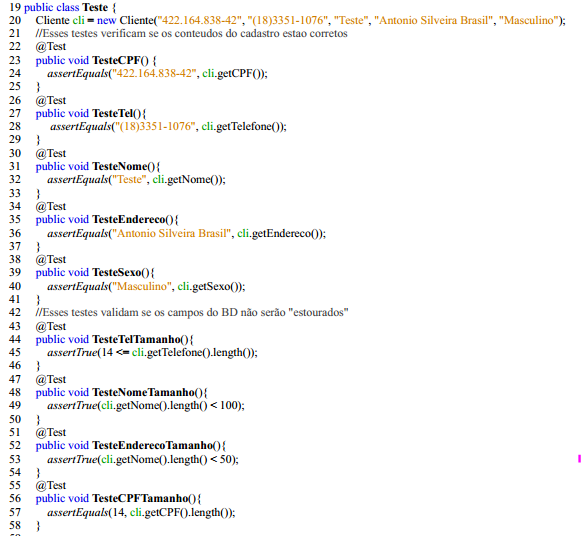 19 public class Teste {
20 Cliente cli = new Cliente("422.164.838-42", "(18)3351-1076", "Teste", "Antonio Silveira Brasil", "Masculino");
21 //Esses testes verificam se os conteudos do cadastro estao corretos
22 @Test
23 public void TesteCPF() {
24 assertEquals("422.164.838-42", cli.getCPF());
25 }
26 @Test
27 public void TesteTel(){
28 assertEquals("(18)3351-1076", cli.getTelefone());
29 }
30 @Test
31 public void TesteNome(){
32 assertEquals("Teste", cli.getNome());
33 }
34 @Test
35 public void TesteEndereco(){
36 assertEquals("Antonio Silveira Brasil", cli.getEndereco());
37 }
38 @Test
39 public void TesteSexo(){
40 assertEquals("Masculino", cli.getSexo());
41 }
42 //Esses testes validam se os campos do BD não serão "estourados"
43 @Test
44 public void TesteTelTamanho(){
45 assertTrue(14 <= cli.getTelefone().length());
46 }
47 @Test
48 public void TesteNomeTamanho(){
49 assertTrue(cli.getNome().length() < 100);
50 }
51 @Test
52 public void TesteEnderecoTamanho(){
53 assertTrue(cli.getNome().length() < 50);
54 }
55 @Test
56 public void TesteCPFTamanho(){
57 assertEquals(14, cli.getCPF().length());
58 }